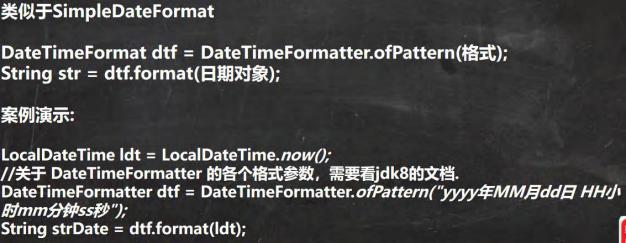 类似于SimpleDateFormat
DateTimeFormat dtf = DateTimeFormatter.ofPattern(格式);
String str = dtf.format(日期对象);
案例演示:
LocalDateTime ldt = LocalDateTime.now();
//关于 DateTimeFormatter 的各个格式参数，需要看jdk8的文档.
DateTimeFormatter dtf = DateTimeFormatter.ofPattern("yyyy年MM月dd日 HH小
时mm分钟ss秒");
String strDate = dtf.format(ldt);